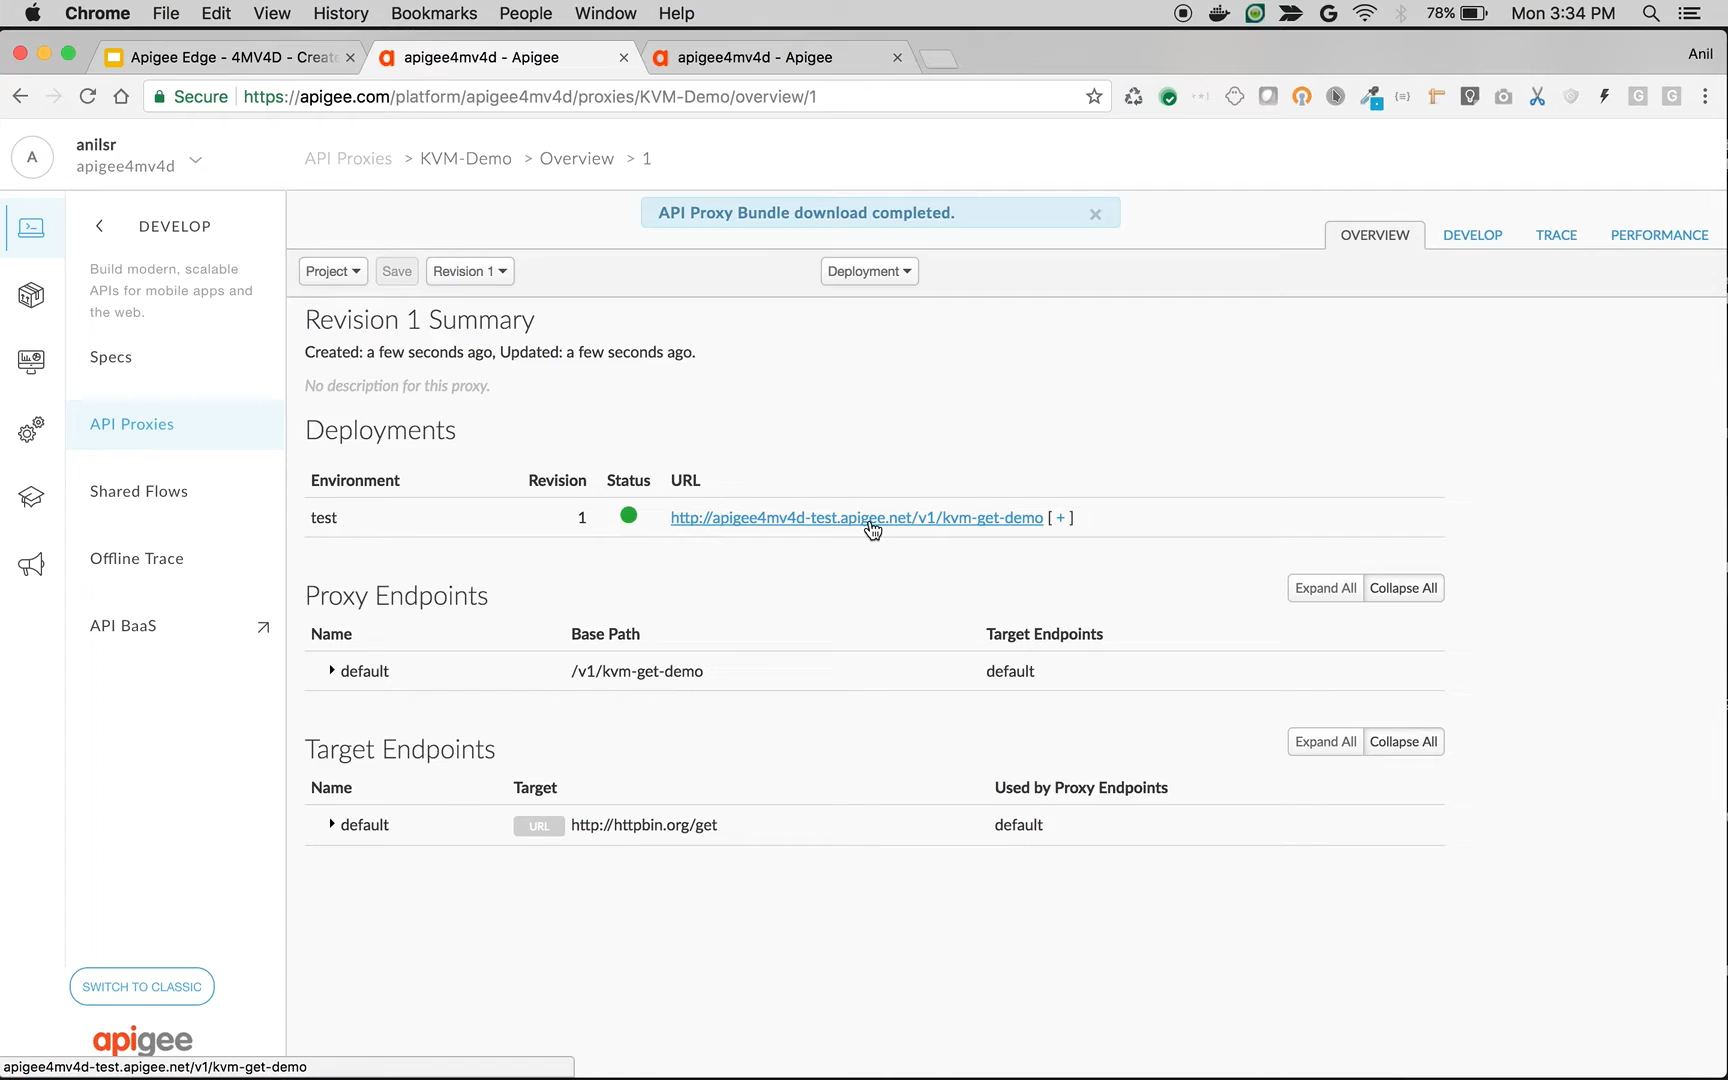 Chrome File Edit View History Bookmarks People Window Help 78% Mon 3:34 PM
Apigee Edge - 4MV4D - Create
apigee4mv4d - Apigee
apigee4mv4d - Apigee
Anil
Secure https://apigee.com/platform/apigee4mv4d/proxies/KVM-Demo/overview/1
A
anilsr
apigee4mv4d
API Proxies > KVM-Demo > Overview > 1
API Proxy Bundle download completed.
DEVELOP
Build modern, scalable
APIs for mobile apps and
the web.
Specs
API Proxies
Shared Flows
Offline Trace
API BaaS
SWITCH TO CLASSIC
apigee
OVERVIEW DEVELOP TRACE PERFORMANCE
Project Save Revision 1 Deployment
Revision 1 Summary
Created: a few seconds ago, Updated: a few seconds ago.
No description for this proxy.
Deployments
Environment Revision Status URL
test 1 http://apigee4mv4d-test.apigee.net/v1/kvm-get-demo [ + ]
Proxy Endpoints
Expand All Collapse All
Name Base Path Target Endpoints
default /v1/kvm-get-demo default
Target Endpoints
Expand All Collapse All
Name Target Used by Proxy Endpoints
default URL http://httpbin.org/get default
apigee4mv4d-test.apigee.net/v1/kvm-get-demo